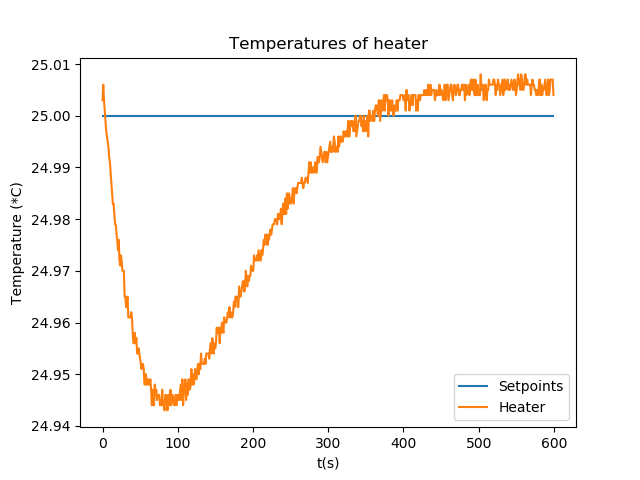 Temperatures of heater
25.01
25.00
24.99
24.98
24.97
24.96
24.95
24.94
Temperature (*C)
0 100 200 300 400 500 600
t(s)
Setpoints
Heater